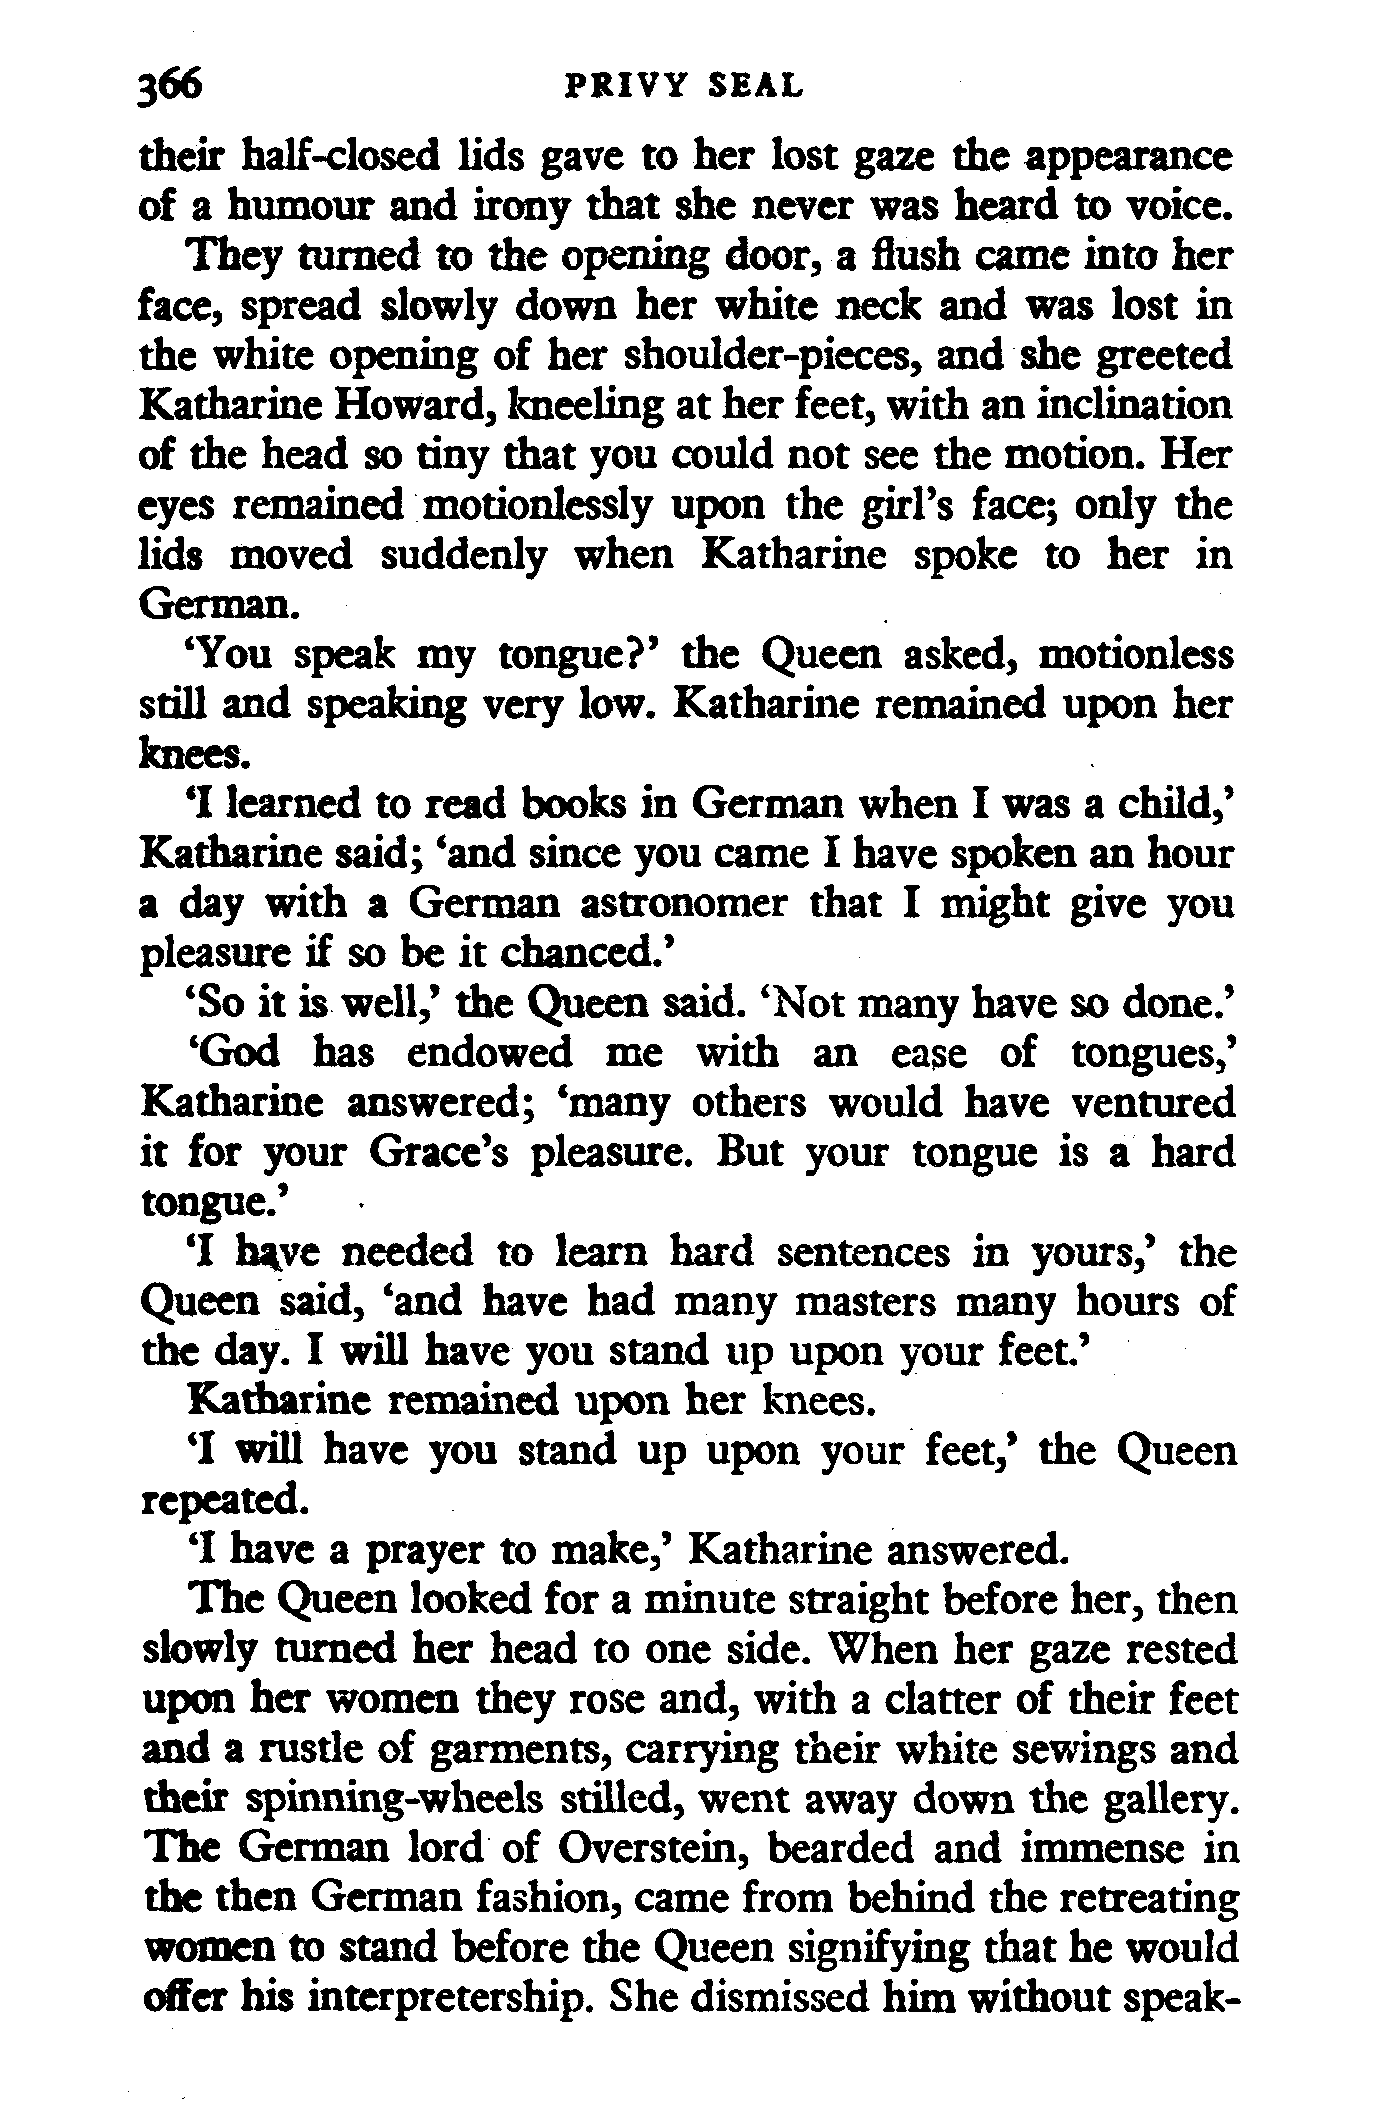 366 PRIVY SEAL
their half-closed lids gave to her lost gaze the appearance
of a humour and irony that she never was heard to voice.
They turned to the opening door, a flush came into her
face, spread slowly down her white neck and was lost in
the white opening of her shoulder-pieces, and she greeted
Katharine Howard, kneeling at her feet, with an inclination
of the head so tiny that you could not see the motion. Her
eyes remained motionlessly upon the girl's face; only the
lids moved suddenly when Katharine spoke to her in
German.
‘You speak my tongue?’ the Queen asked, motionless
still and speaking very low. Katharine remained upon her
knees.
‘I learned to read books in German when I was a child,’
Katharine said; ‘and since you came I have spoken an hour
a day with a German astronomer that I might give you
pleasure if so be it chanced.’
‘So it is well,’ the Queen said. ‘Not many have so done.’
‘God has endowed me with an ease of tongues,’
Katharine answered; ‘many others would have ventured
it for your Grace’s pleasure. But your tongue is a hard
tongue.’
‘I have needed to learn hard sentences in yours,’ the
Queen said, ‘and have had many masters many hours of
the day. I will have you stand up upon your feet.’
Katharine remained upon her knees.
‘I will have you stand up upon your feet,’ the Queen
repeated.
‘I have a prayer to make,’ Katharine answered.
The Queen looked for a minute straight before her, then
slowly turned her head to one side. When her gaze rested
upon her women they rose and, with a clatter of their feet
and a rustle of garments, carrying their white sewings and
their spinning-wheels stilled, went away down the gallery.
The German lord of Overstein, bearded and immense in
the then German fashion, came from behind the retreating
women to stand before the Queen signifying that he would
offer his interpretership. She dismissed him without speak-